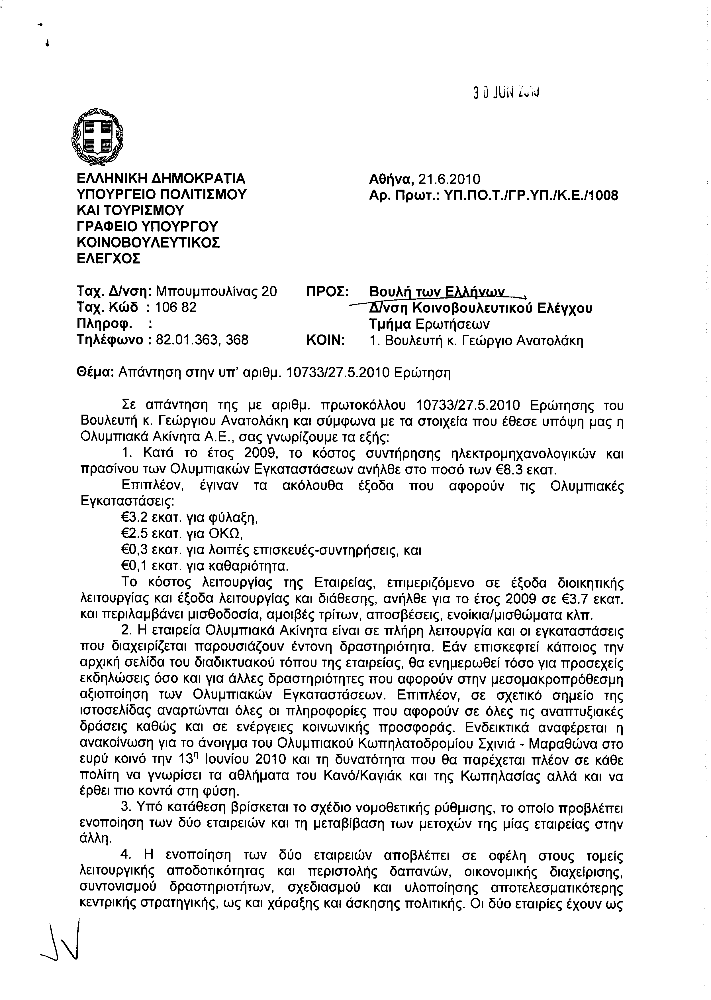 30 JUN 2010
ΕΛΛΗΝΙΚΗ ΔΗΜΟΚΡΑΤΙΑ
ΥΠΟΥΡΓΕΙΟ ΠΟΛΙΤΙΣΜΟΥ
ΚΑΙ ΤΟΥΡΙΣΜΟΥ
ΓΡΑΦΕΙΟ ΥΠΟΥΡΓΟΥ
ΚΟΙΝΟΒΟΥΛΕΥΤΙΚΟΣ
ΕΛΕΓΧΟΣ
Αθήνα, 21.6.2010
Αρ. Πρωτ.: ΥΠ.ΠΟ.Τ./ΓΡ.ΥΠ./Κ.Ε./1008
Ταχ. Δ/νση: Μπουμπουλίνας 20
Ταχ. Κώδ : 106 82
Πληροφ. :
Τηλέφωνο : 82.01.363, 368
ΠΡΟΣ: Βουλή των Ελλήνων
Δ/νση Κοινοβουλευτικού Ελέγχου
Τμήμα Ερωτήσεων
ΚΟΙΝ: 1. Βουλευτή κ. Γεώργιο Ανατολάκη
Θέμα: Απάντηση στην υπ' αριθμ. 10733/27.5.2010 Ερώτηση
Σε απάντηση της με αριθμ. πρωτοκόλλου 10733/27.5.2010 Ερώτησης του
Βουλευτή κ. Γεώργιου Ανατολάκη και σύμφωνα με τα στοιχεία που έθεσε υπόψη μας η
Ολυμπιακά Ακίνητα Α.Ε., σας γνωρίζουμε τα εξής:
1. Κατά το έτος 2009, το κόστος συντήρησης ηλεκτρομηχανολογικών και
πρασίνου των Ολυμπιακών Εγκαταστάσεων ανήλθε στο ποσό των €8.3 εκατ.
Επιπλέον, έγιναν τα ακόλουθα έξοδα που αφορούν τις Ολυμπιακές
Εγκαταστάσεις:
€3.2 εκατ. για φύλαξη,
€2.5 εκατ. για ΟΚΩ,
€0,3 εκατ. για λοιπές επισκευές-συντηρήσεις, και
€0,1 εκατ. για καθαριότητα.
Το κόστος λειτουργίας της Εταιρείας, επιμεριζόμενο σε έξοδα διοικητικής
λειτουργίας και έξοδα λειτουργίας και διάθεσης, ανήλθε για το έτος 2009 σε €3.7 εκατ.
και περιλαμβάνει μισθοδοσία, αμοιβές τρίτων, αποσβέσεις, ενοίκια/μισθώματα κλπ.
2. Η εταιρεία Ολυμπιακά Ακίνητα είναι σε πλήρη λειτουργία και οι εγκαταστάσεις
που διαχειρίζεται παρουσιάζουν έντονη δραστηριότητα. Εάν επισκεφτεί κάποιος την
αρχική σελίδα του διαδικτυακού τόπου της εταιρείας, θα ενημερωθεί τόσο για προσεχείς
εκδηλώσεις όσο και για άλλες δραστηριότητες που αφορούν στην μεσομακροπρόθεσμη
αξιοποίηση των Ολυμπιακών Εγκαταστάσεων. Επιπλέον, σε σχετικό σημείο της
ιστοσελίδας αναρτώνται όλες οι πληροφορίες που αφορούν σε όλες τις αναπτυξιακές
δράσεις καθώς και σε ενέργειες κοινωνικής προσφοράς. Ενδεικτικά αναφέρεται η
ανακοίνωση για το άνοιγμα του Ολυμπιακού Κωπηλατοδρομίου Σχινιά - Μαραθώνα στο
ευρύ κοινό την 13η Ιουνίου 2010 και τη δυνατότητα που θα παρέχεται πλέον σε κάθε
πολίτη να γνωρίσει τα αθλήματα του Κανό/Καγιάκ και της Κωπηλασίας αλλά και να
έρθει πιο κοντά στη φύση.
3. Υπό κατάθεση βρίσκεται το σχέδιο νομοθετικής ρύθμισης, το οποίο προβλέπει
ενοποίηση των δύο εταιρειών και τη μεταβίβαση των μετοχών της μίας εταιρείας στην
άλλη.
4. Η ενοποίηση των δύο εταιρειών αποβλέπει σε οφέλη στους τομείς
λειτουργικής αποδοτικότητας και περιστολής δαπανών, οικονομικής διαχείρισης,
συντονισμού δραστηριοτήτων, σχεδιασμού και υλοποίησης αποτελεσματικότερης
κεντρικής στρατηγικής, ως και χάραξης και άσκησης πολιτικής. Οι δύο εταιρίες έχουν ως